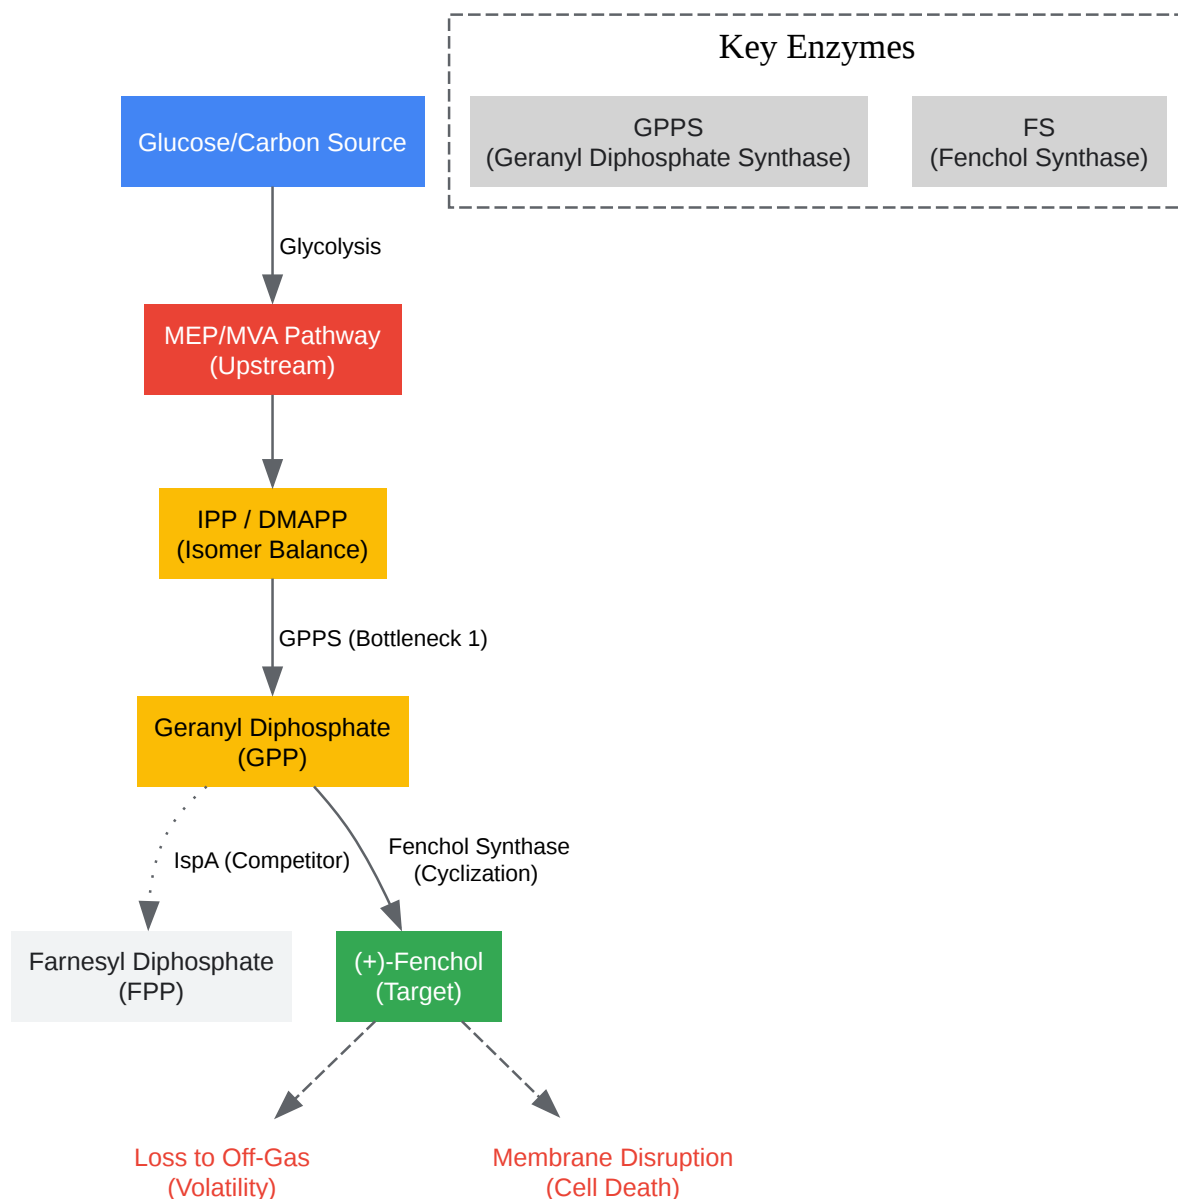 Key Enzymes
GPPS
(Geranyl Diphosphate Synthase)
FS
(Fenchol Synthase)
Glucose/Carbon Source
Glycolysis
MEP/MVA Pathway
(Upstream)
IPP / DMAPP
(Isomer Balance)
GPPS (Bottleneck 1)
Geranyl Diphosphate
(GPP)
IspA (Competitor)
Fenchol Synthase
(Cyclization)
Farnesyl Diphosphate
(FPP)
(+)-Fenchol
(Target)
Loss to Off-Gas
(Volatility)
Membrane Disruption
(Cell Death)